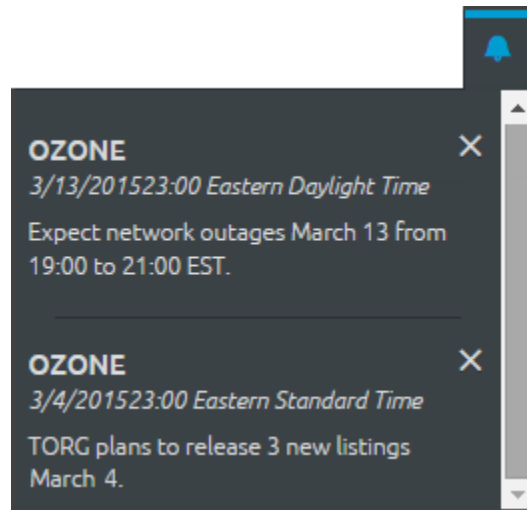 OZONE
3/13/201523:00 Eastern Daylight Time
Expect network outages March 13 from
19:00 to 21:00 EST.
OZONE
3/4/201523:00 Eastern Standard Time
TORG plans to release 3 new listings
March 4.